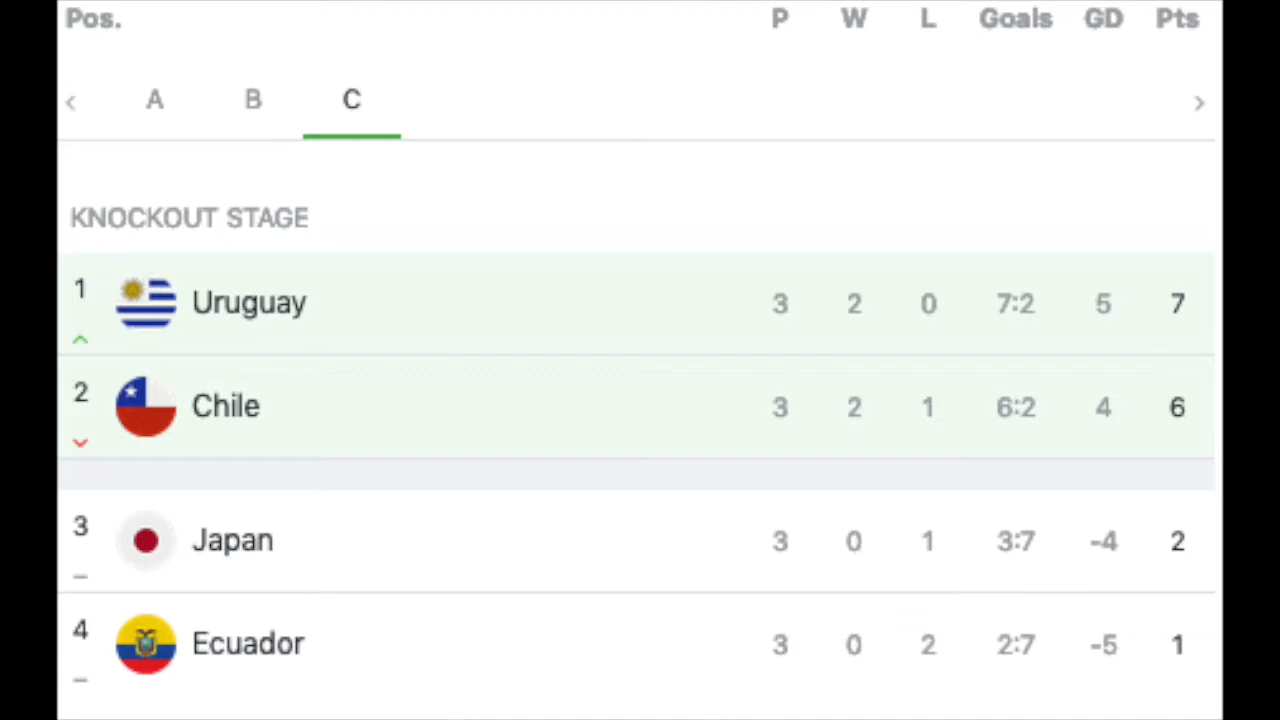 Pos. P W L Goals GD Pts
‹ A B C ›
KNOCKOUT STAGE
1 Uruguay 3 2 0 7:2 5 7
2 Chile 3 2 1 6:2 4 6
3 Japan 3 0 1 3:7 -4 2
4 Ecuador 3 0 2 2:7 -5 1